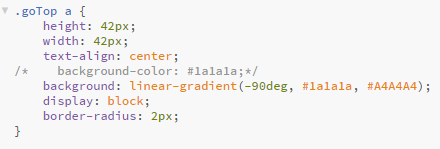 .goTop a {
    height: 42px;
    width: 42px;
    text-align: center;
/*    background-color: #1a1a1a;*/
    background: linear-gradient(-90deg, #1a1a1a, #A4A4A4);
    display: block;
    border-radius: 2px;
}